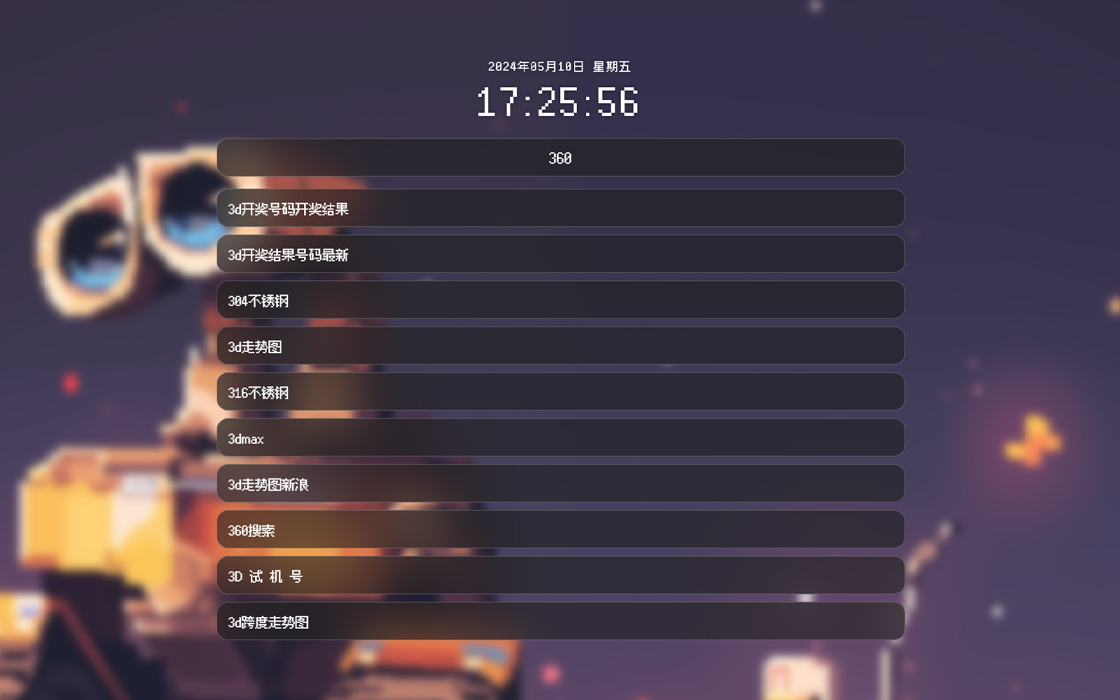 2024年05月10日 星期五
17:25:56
360
3d开奖号码开奖结果
3d开奖结果号码最新
304不锈钢
3d走势图
316不锈钢
3dmax
3d走势图新浪
360搜索
3D 试 机 号
3d跨度走势图